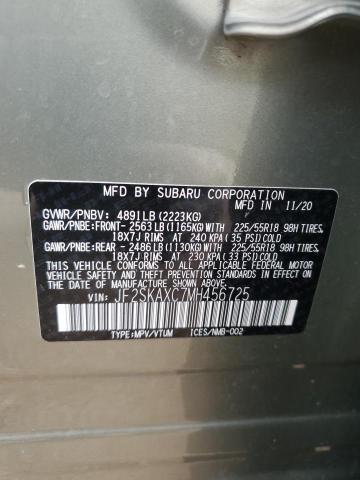 MFD BY SUBARU CORPORATION
MFD IN 11/20
GVWR/PNBV: 4891LB (2223KG)
GAWR/PNBE:FRONT- 2563 LB (1165KG) WITH 225/55R18 98H TIRES,
18X7J RIMS AT 240 KPA (35 PSI) COLD
GAWR/PNBE:REAR - 2486 LB (1130KG) WITH 225/55R18 98H TIRES,
18X7J RIMS AT 230 KPA (33 PSI) COLD
THIS VEHICLE CONFORMS TO ALL APPLICABLE FEDERAL MOTOR
VEHICLE SAFETY, BUMPER, AND THEFT PREVENTION STANDARDS IN EFFECT
ON THE DATE OF MANUFACTURE SHOWN ABOVE.
VIN: JF2SKAXC7MH456725
TYPE:MPV/VTUM ICES/NMB-002